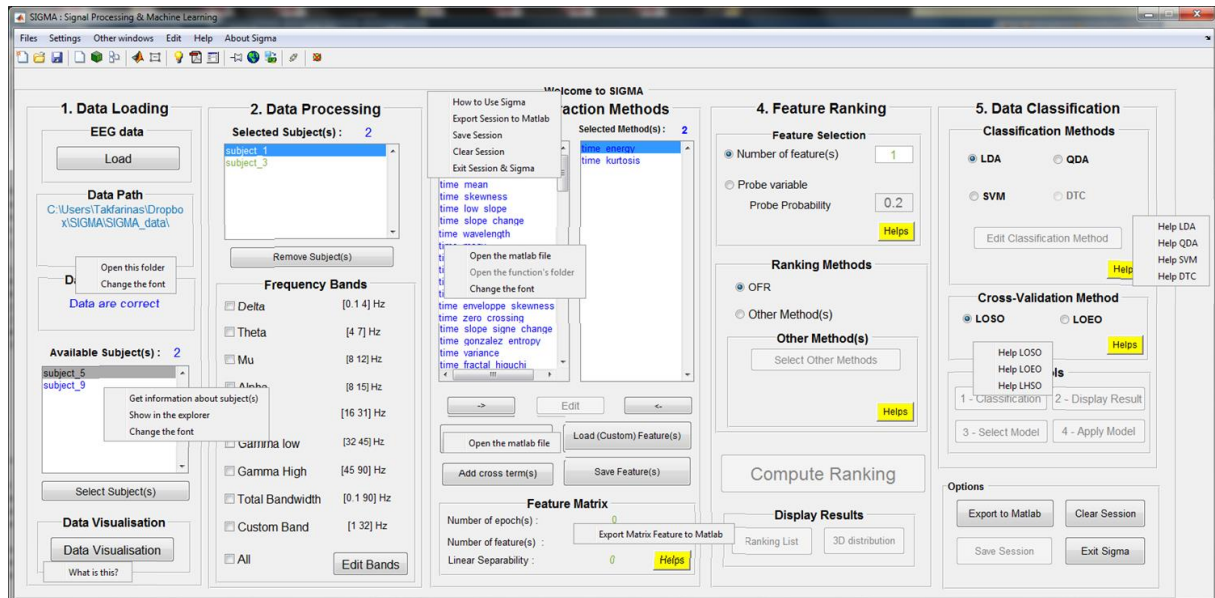 SIGMA : Signal Processing & Machine Learning
Files Settings Other windows Edit Help About Sigma
Welcome to SIGMA
1. Data Loading
EEG data
Load
Data Path
C:\Users\Takfarinas\Dropbo
x\SIGMA\SIGMA_data\
Open this folder
Change the font
Data are correct
Available Subject(s) : 2
subject_5
subject_9
Get information about subject(s)
Show in the explorer
Change the font
Select Subject(s)
Data Visualisation
Data Visualisation
What is this?
2. Data Processing
Selected Subject(s) : 2
subject_1
subject_3
Remove Subject(s)
Frequency Bands
Delta [0.1 4] Hz
Theta [4 7] Hz
Mu [8 12] Hz
Alpha [8 15] Hz
[16 31] Hz
Gamma low [32 45] Hz
Gamma High [45 90] Hz
Total Bandwidth [0.1 90] Hz
Custom Band [1 32] Hz
All
Edit Bands
How to Use Sigma
Export Session to Matlab
Save Session
Clear Session
Exit Session & Sigma
action Methods
Selected Method(s) : 2
time energy
time kurtosis
time mean
time skewness
time low slope
time slope change
time wavelength
Open the matlab file
Open the function's folder
Change the font
time enveloppe skewness
time zero crossing
time slope signe change
time gonzalez entropy
time variance
time fractal higuchi
-> Edit <-
Open the matlab file
Load (Custom) Feature(s)
Add cross term(s)
Save Feature(s)
Feature Matrix
Number of epoch(s) : 0
Number of feature(s) :
Export Matrix Feature to Matlab
Linear Separability : 0 Helps
4. Feature Ranking
Feature Selection
Number of feature(s) 1
Probe variable
Probe Probability 0.2
Helps
Ranking Methods
OFR
Other Method(s)
Other Method(s)
Select Other Methods
Helps
Compute Ranking
Display Results
Ranking List 3D distribution
5. Data Classification
Classification Methods
LDA QDA
SVM DTC
Edit Classification Method
Help
Help LDA
Help QDA
Help SVM
Help DTC
Cross-Validation Method
LOSO LOEO
Helps
Help LOSO
Help LOEO
Help LHSO
ls
1 - Classification 2 - Display Result
3 - Select Model 4 - Apply Model
Options
Export to Matlab Clear Session
Save Session Exit Sigma